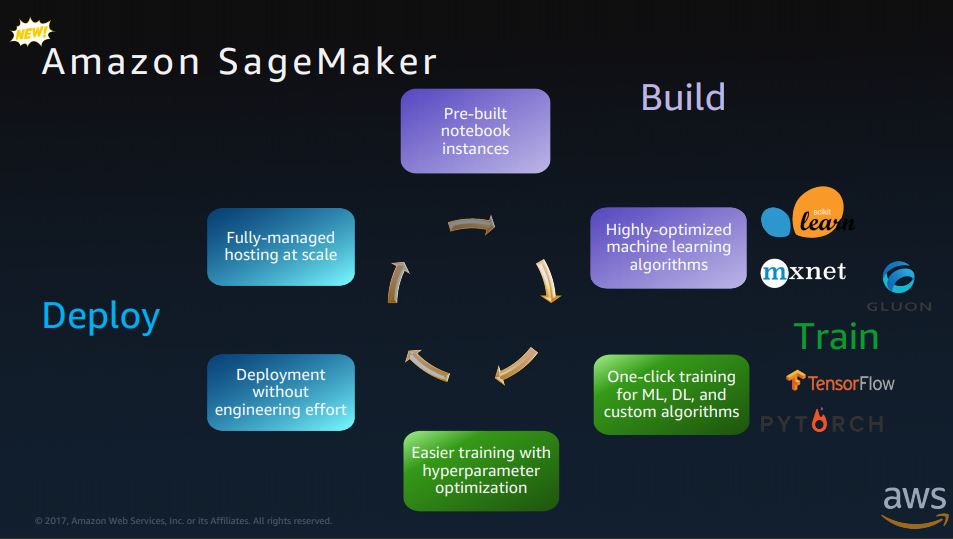 NEW!
Amazon SageMaker
Build
Pre-built
notebook
instances
Fully-managed
hosting at scale
Highly-optimized
machine learning
algorithms
scikit
learn
mxnet
GLUON
Deploy
Train
Deployment
without
engineering effort
One-click training
for ML, DL, and
custom algorithms
TensorFlow
PYTORCH
Easier training with
hyperparameter
optimization
aws
© 2017, Amazon Web Services, Inc. or its Affiliates. All rights reserved.